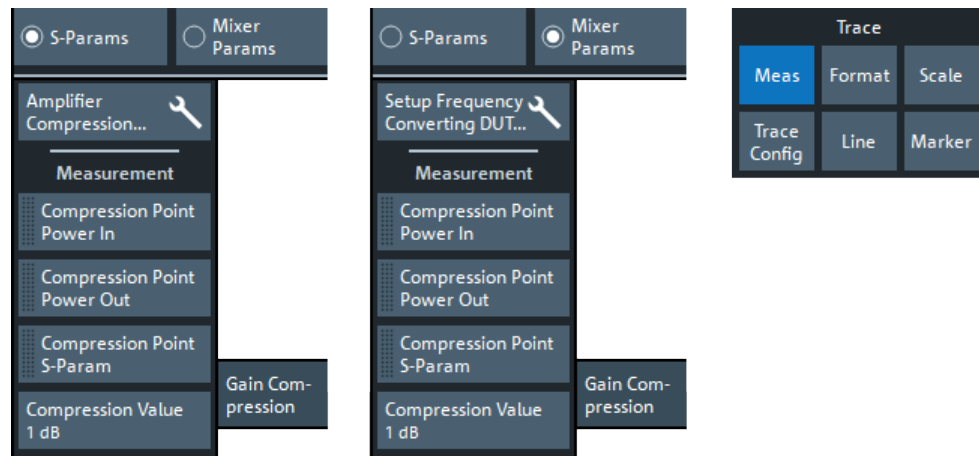 S-Params
Mixer
Params
Amplifier
Compression...
Measurement
Compression Point
Power In
Compression Point
Power Out
Compression Point
S-Param
Compression Value
1 dB
Gain Com-
pression
S-Params
Mixer
Params
Setup Frequency
Converting DUT...
Measurement
Compression Point
Power In
Compression Point
Power Out
Compression Point
S-Param
Compression Value
1 dB
Gain Com-
pression
Trace
Meas
Format
Scale
Trace
Config
Line
Marker